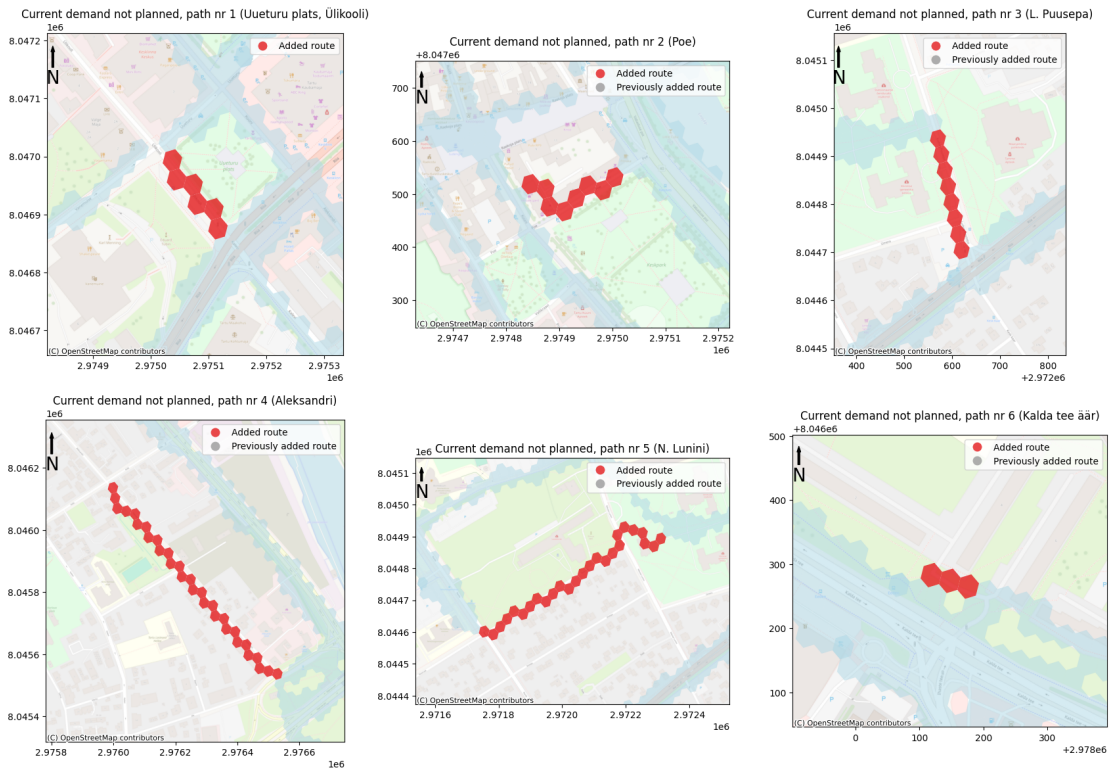 Current demand not planned, path nr 1 (Uueturu plats, Ülikooli)
1e6
8.0472
8.0471
8.0470
8.0469
8.0468
8.0467
N
Added route
(C) OpenStreetMap contributors
2.9749 2.9750 2.9751 2.9752 2.9753
1e6
Current demand not planned, path nr 2 (Poe)
+8.047e6
700
600
500
400
300
N
Added route
Previously added route
(C) OpenStreetMap contributors
2.9747 2.9748 2.9749 2.9750 2.9751 2.9752
1e6
Current demand not planned, path nr 3 (L. Puusepa)
1e6
8.0451
8.0450
8.0449
8.0448
8.0447
8.0446
8.0445
N
Added route
Previously added route
(C) OpenStreetMap contributors
400 500 600 700 800
+2.972e6
Current demand not planned, path nr 4 (Aleksandri)
1e6
8.0462
8.0460
8.0458
8.0456
8.0454
N
Added route
Previously added route
(C) OpenStreetMap contributors
2.9758 2.9760 2.9762 2.9764 2.9766
1e6
Current demand not planned, path nr 5 (N. Lunini)
1e6
8.0451
8.0450
8.0449
8.0448
8.0447
8.0446
8.0445
8.0444
N
Added route
Previously added route
(C) OpenStreetMap contributors
2.9716 2.9718 2.9720 2.9722 2.9724
1e6
Current demand not planned, path nr 6 (Kalda tee äär)
+8.046e6
500
400
300
200
100
N
Added route
Previously added route
(C) OpenStreetMap contributors
0 100 200 300
+2.978e6